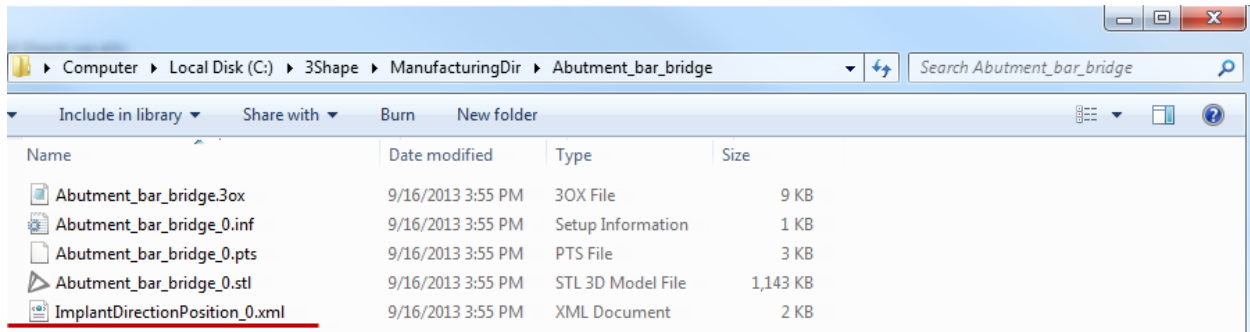 Computer Local Disk (C:) 3Shape ManufacturingDir Abutment_bar_bridge Search Abutment_bar_bridge
Include in library Share with Burn New folder
Name Date modified Type Size
Abutment_bar_bridge.3ox 9/16/2013 3:55 PM 3OX File 9 KB
Abutment_bar_bridge_0.inf 9/16/2013 3:55 PM Setup Information 1 KB
Abutment_bar_bridge_0.pts 9/16/2013 3:55 PM PTS File 3 KB
Abutment_bar_bridge_0.stl 9/16/2013 3:55 PM STL 3D Model File 1,143 KB
ImplantDirectionPosition_0.xml 9/16/2013 3:55 PM XML Document 2 KB